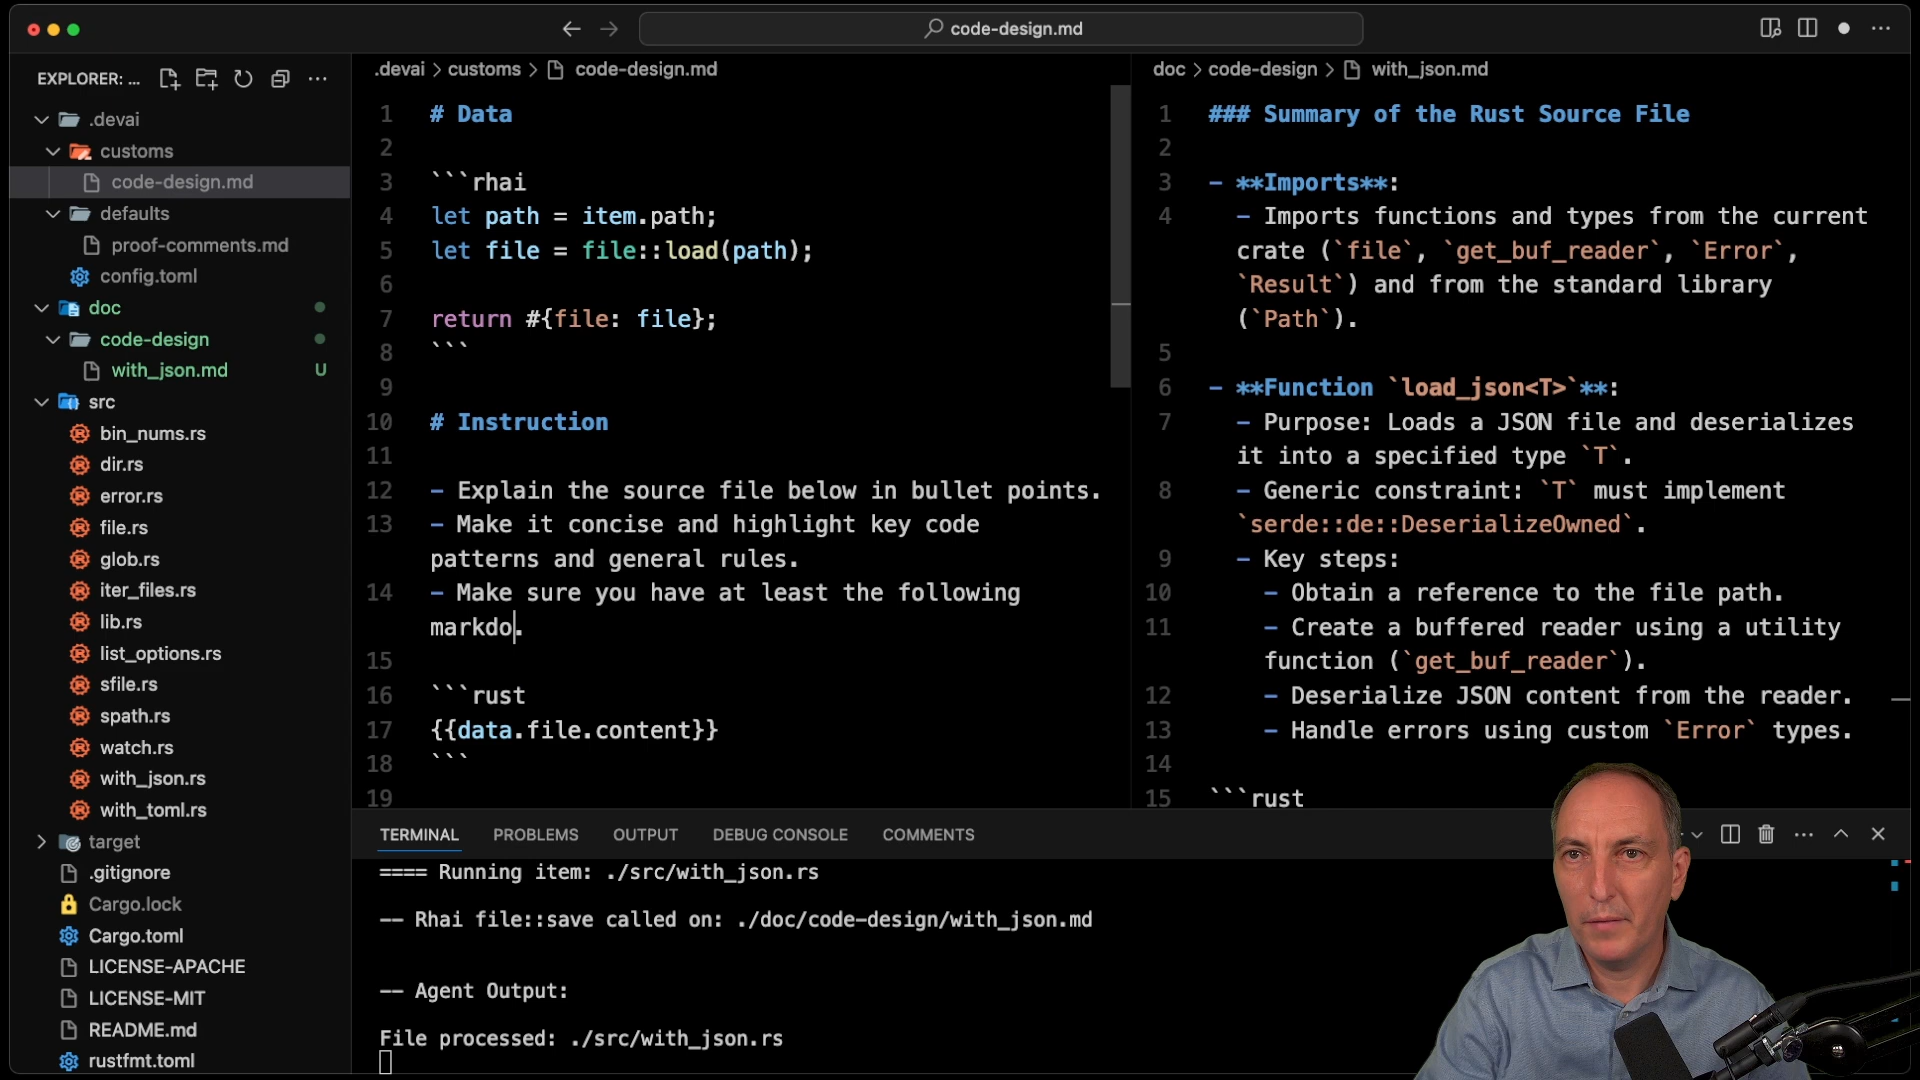 code-design.md
EXPLORER: ...
.devai
customs
code-design.md
defaults
proof-comments.md
config.toml
doc
code-design
with_json.md U
src
bin_nums.rs
dir.rs
error.rs
file.rs
glob.rs
iter_files.rs
lib.rs
list_options.rs
sfile.rs
spath.rs
watch.rs
with_json.rs
with_toml.rs
target
.gitignore
Cargo.lock
Cargo.toml
LICENSE-APACHE
LICENSE-MIT
README.md
rustfmt.toml
.devai > customs > code-design.md
1 # Data
2
3 ```rhai
4 let path = item.path;
5 let file = file::load(path);
6
7 return #{file: file};
8 ```
9
10 # Instruction
11
12 - Explain the source file below in bullet points.
13 - Make it concise and highlight key code
patterns and general rules.
14 - Make sure you have at least the following
markdo.
15
16 ```rust
17 {{data.file.content}}
18 ```
19
doc > code-design > with_json.md
1 ### Summary of the Rust Source File
2
3 - **Imports**:
4 - Imports functions and types from the current
crate (`file`, `get_buf_reader`, `Error`,
`Result`) and from the standard library
(`Path`).
5
6 - **Function `load_json<T>`**:
7 - Purpose: Loads a JSON file and deserializes
it into a specified type `T`.
8 - Generic constraint: `T` must implement
`serde::de::DeserializeOwned`.
9 - Key steps:
10 - Obtain a reference to the file path.
11 - Create a buffered reader using a utility
function (`get_buf_reader`).
12 - Deserialize JSON content from the reader.
13 - Handle errors using custom `Error` types.
14
15 ```rust
TERMINAL PROBLEMS OUTPUT DEBUG CONSOLE COMMENTS
==== Running item: ./src/with_json.rs
-- Rhai file::save called on: ./doc/code-design/with_json.md
-- Agent Output:
File processed: ./src/with_json.rs